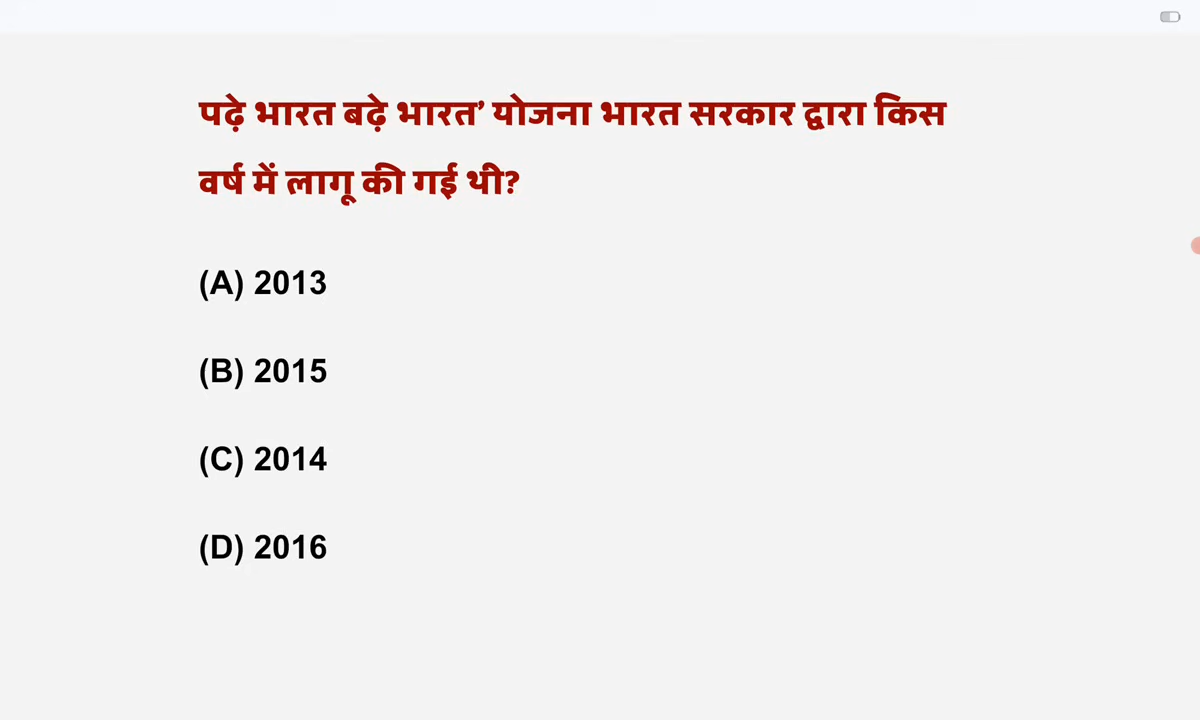 पढ़े भारत बढ़े भारत’ योजना भारत सरकार द्वारा किस
वर्ष में लागू की गई थी?
(A) 2013
(B) 2015
(C) 2014
(D) 2016